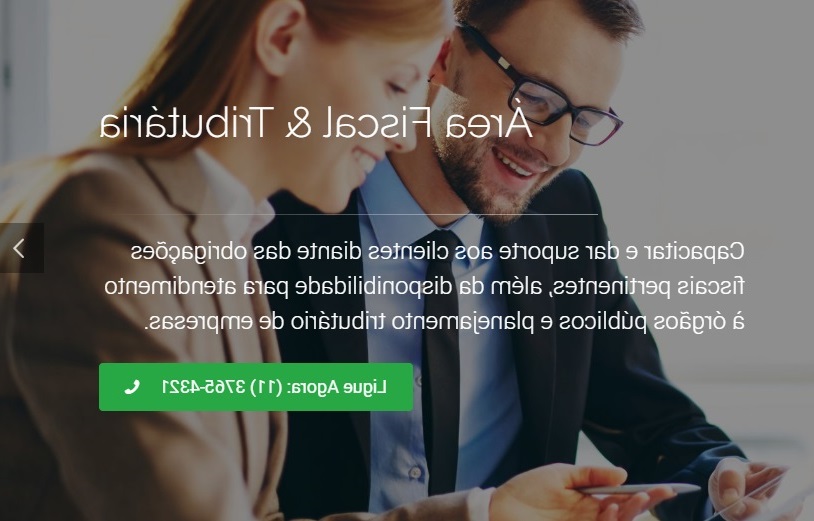 Área Fiscal & Tributária
Capacitar e dar suporte aos clientes diante das obrigações
fiscais pertinentes, além da disponibilidade para atendimento
à órgãos públicos e planejamento tributário de empresas.
Ligue Agora: (11) 3765-4321